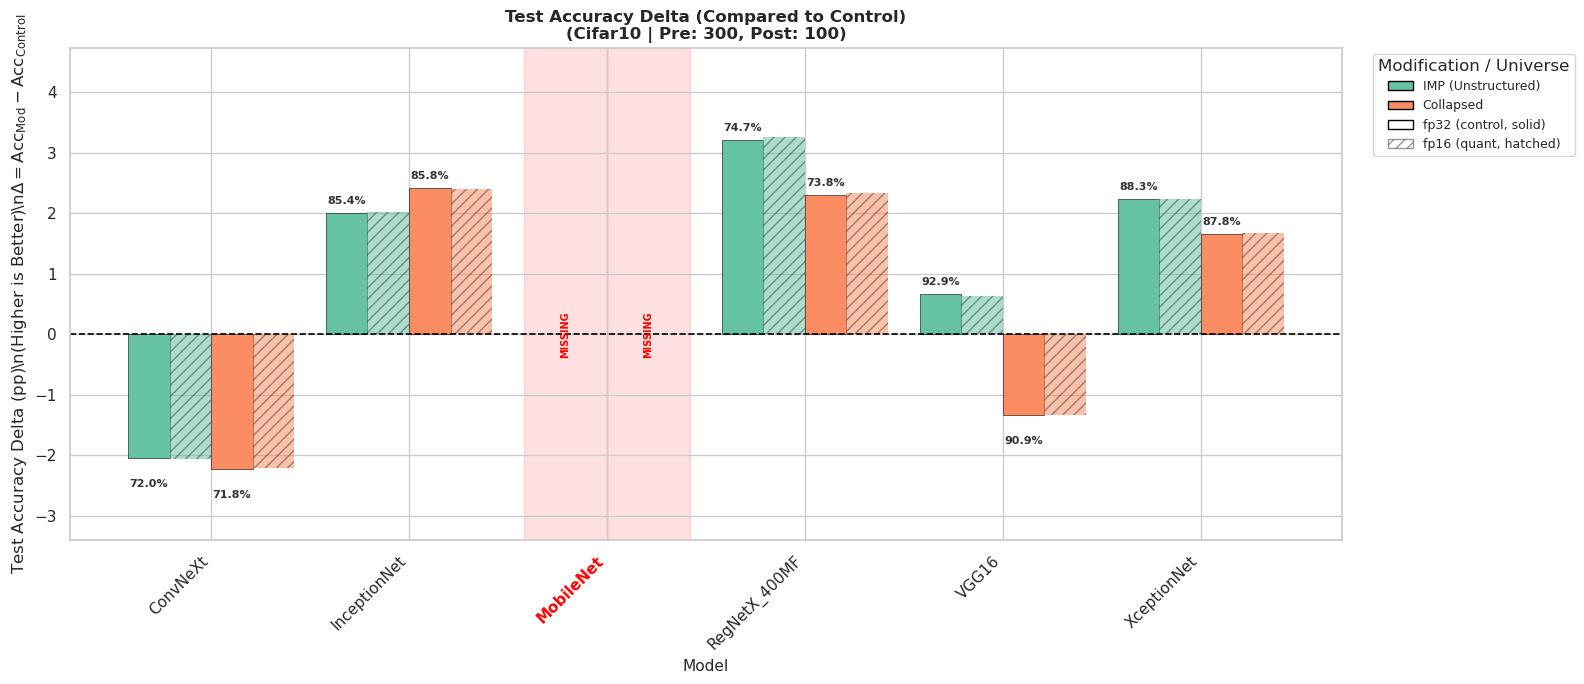 Test Accuracy Delta (Compared to Control)
(Cifar10 | Pre: 300, Post: 100)
Test Accuracy Delta (pp)\n(Higher is Better)\nΔ = Acc_Mod − Acc_Control
4
3
2
1
0
−1
−2
−3
72.0%
71.8%
85.4%
85.8%
MISSING
MISSING
74.7%
73.8%
92.9%
90.9%
88.3%
87.8%
ConvNeXt
InceptionNet
MobileNet
RegNetX_400MF
VGG16
XceptionNet
Model
Modification / Universe
IMP (Unstructured)
Collapsed
fp32 (control, solid)
fp16 (quant, hatched)